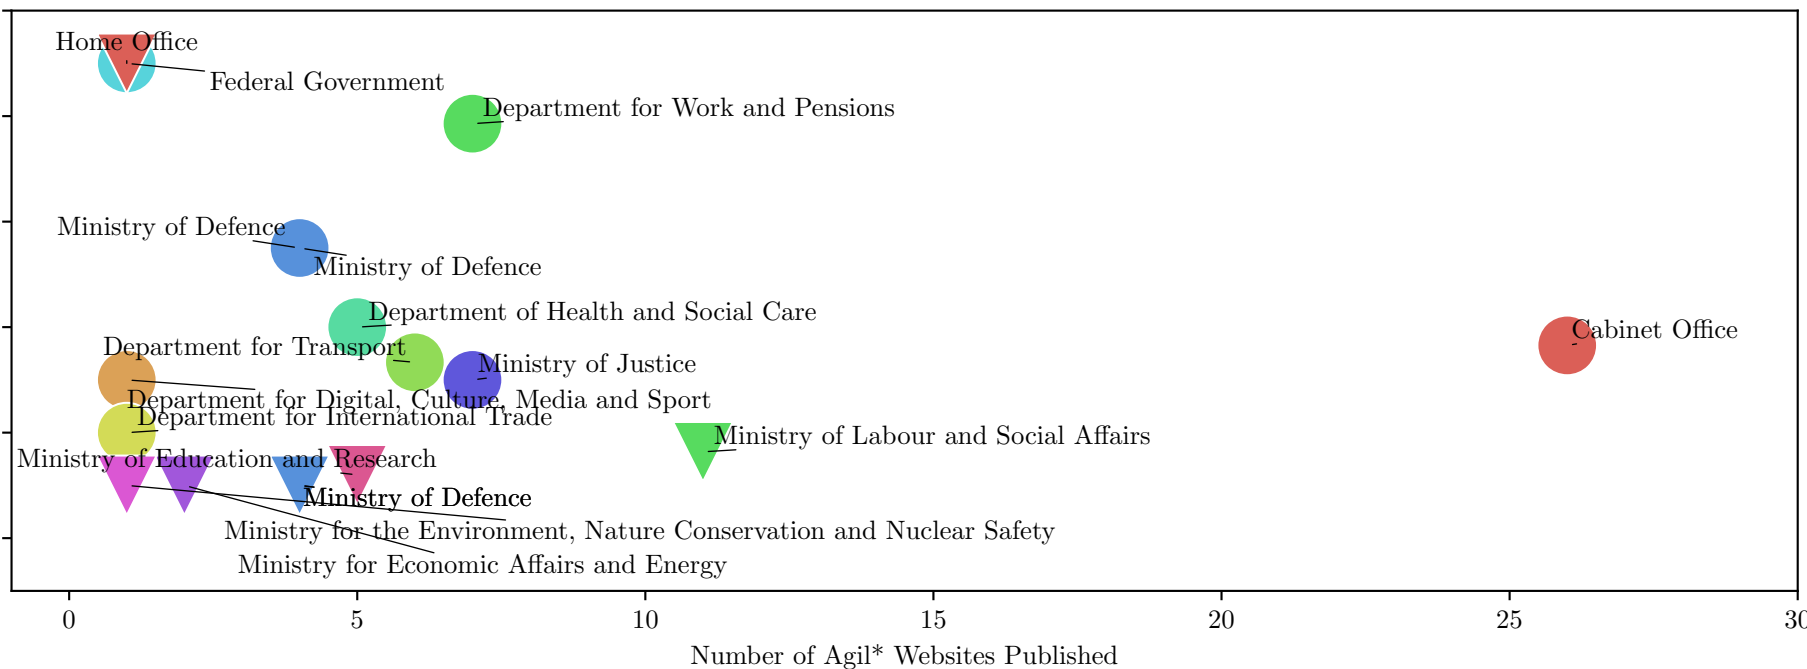 Home Office
Federal Government
Department for Work and Pensions
Ministry of Defence
Ministry of Defence
Department of Health and Social Care
Cabinet Office
Department for Transport
Ministry of Justice
Department for Digital, Culture, Media and Sport
Department for International Trade
Ministry of Labour and Social Affairs
Ministry of Education and Research
Ministry of Defence
Ministry for the Environment, Nature Conservation and Nuclear Safety
Ministry for Economic Affairs and Energy
0 5 10 15 20 25 30
Number of Agil* Websites Published